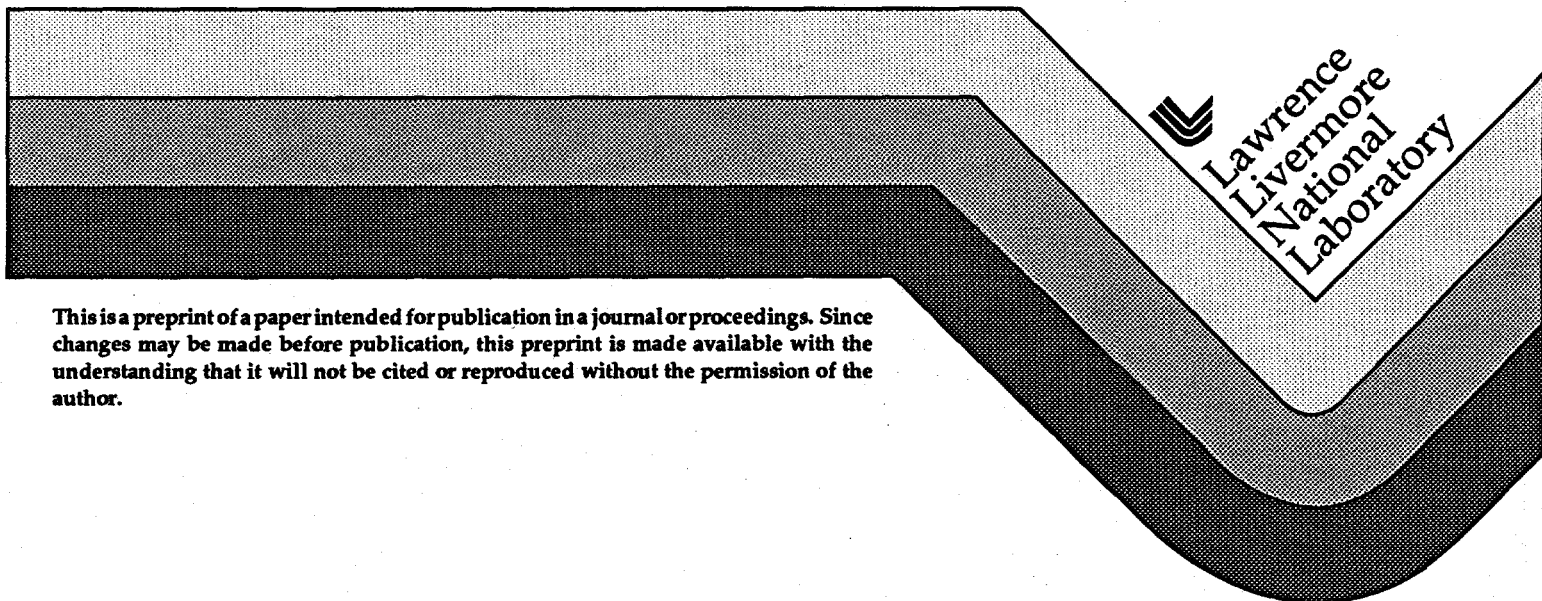 Lawrence
Livermore
National
Laboratory
This is a preprint of a paper intended for publication in a journal or proceedings. Since
changes may be made before publication, this preprint is made available with the
understanding that it will not be cited or reproduced without the permission of the
author.